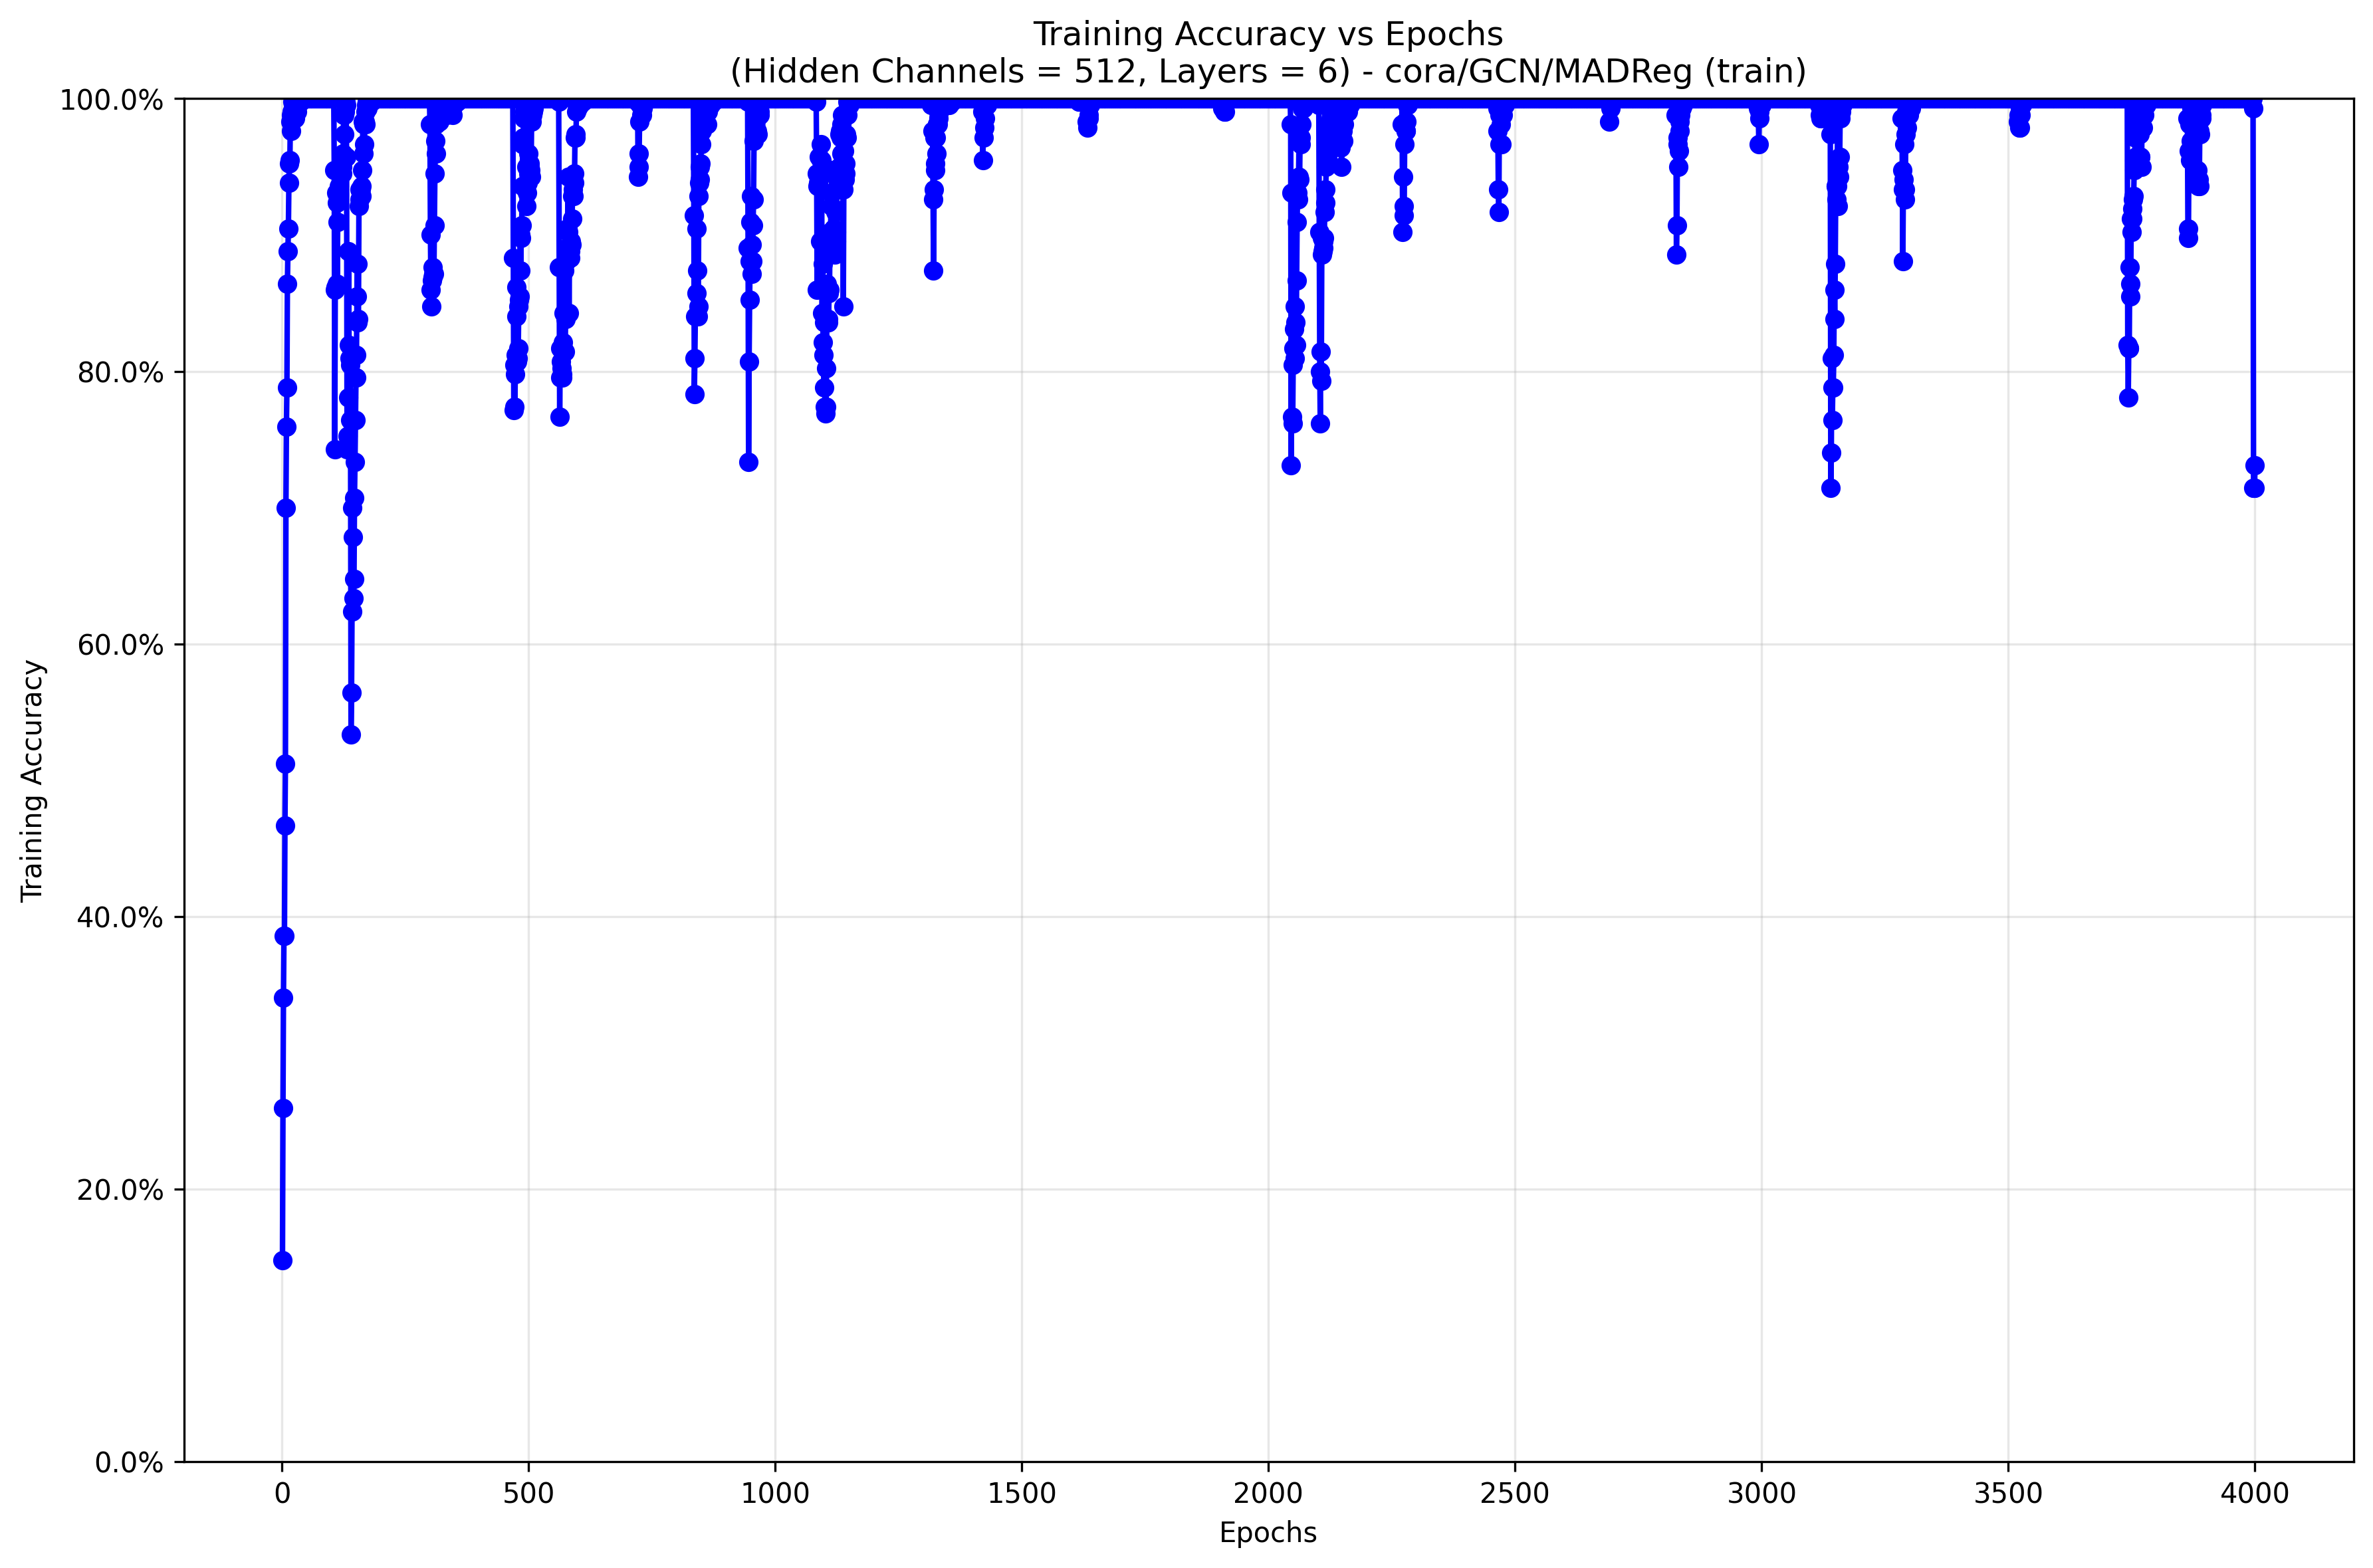 Training Accuracy vs Epochs
(Hidden Channels = 512, Layers = 6) - cora/GCN/MADReg (train)
Training Accuracy
100.0%
80.0%
60.0%
40.0%
20.0%
0.0%
0 500 1000 1500 2000 2500 3000 3500 4000
Epochs